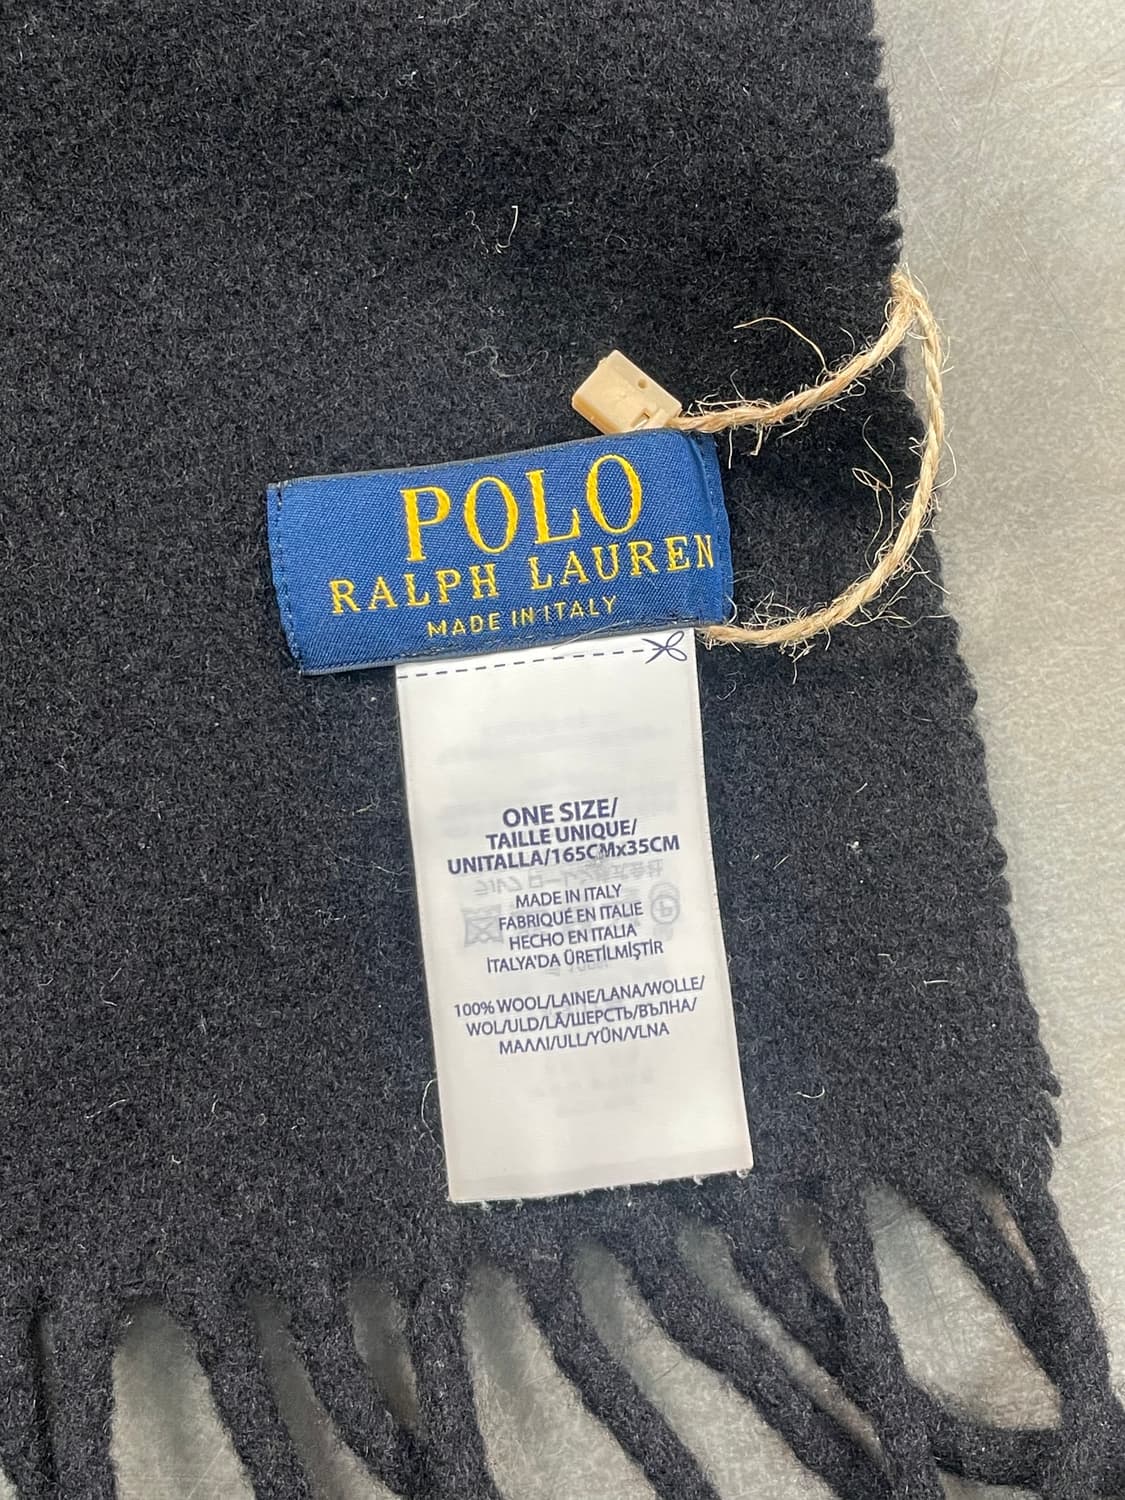 POLO
RALPH LAUREN
MADE IN ITALY
ONE SIZE/
TAILLE UNIQUE/
UNITALLA/165CMx35CM
MADE IN ITALY
FABRIQUÉ EN ITALIE
HECHO EN ITALIA
İTALYA'DA ÜRETİLMİŞTİR
100% WOOL/LAINE/LANA/WOLLE/
WOL/ULD/LÃ/ШЕРСТЬ/ВЪЛНА/
ΜΑΛΛΙ/ULL/YÜN/VLNA